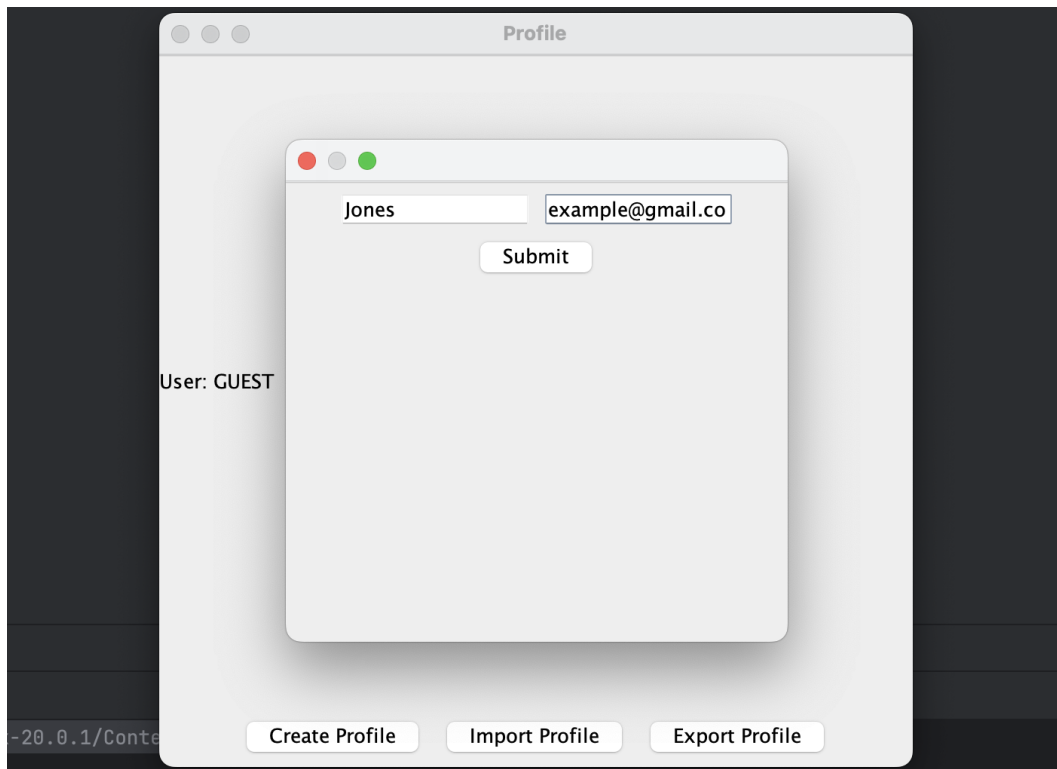 Profile
Jones example@gmail.co
Submit
User: GUEST
-20.0.1/Conte
Create Profile Import Profile Export Profile